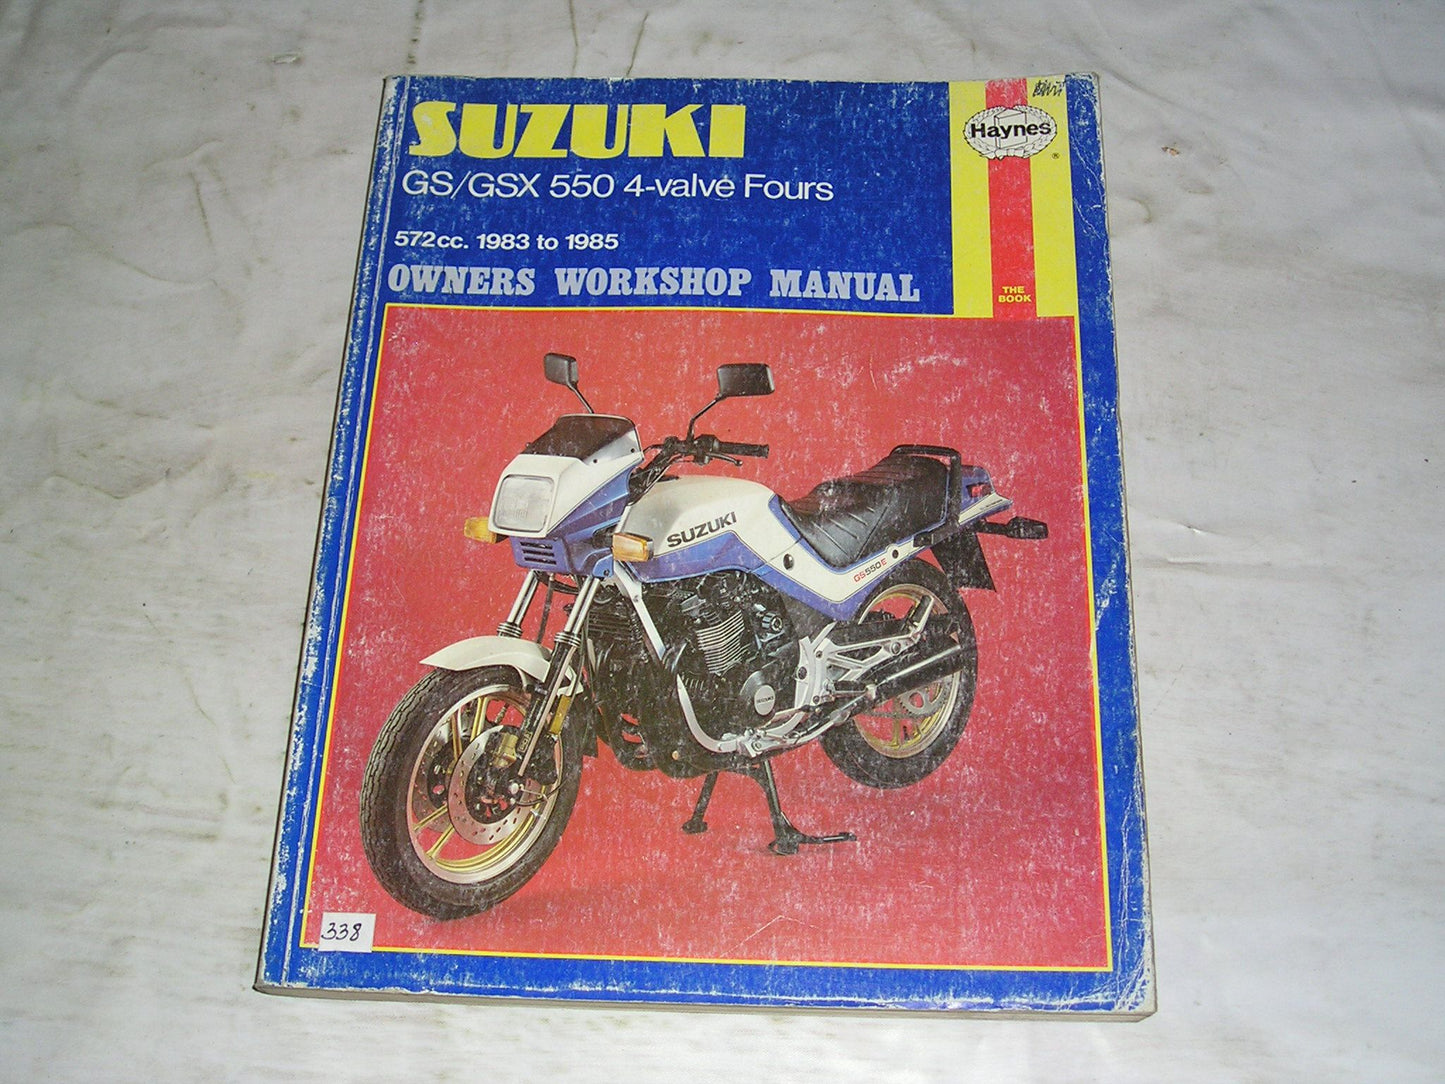 SUZUKI
GS/GSX 550 4-valve Fours
572cc. 1983 to 1985
OWNERS WORKSHOP MANUAL
Haynes
®
THE
BOOK
SUZUKI
GS550E
SUZUKI
338